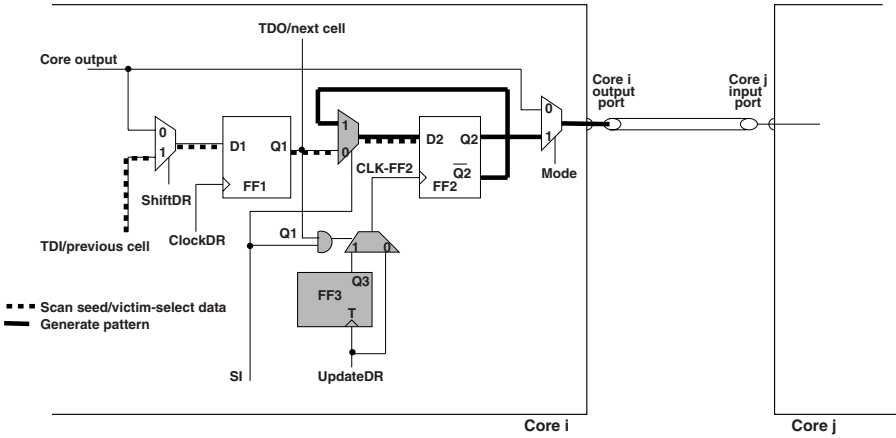 TDO/next cell
Core output
Core i
output
port
Core j
input
port
0
1
D1
Q1
FF1
ShiftDR
ClockDR
TDI/previous cell
1
0
D2
Q2
Q̅2
FF2
CLK-FF2
0
1
Mode
Q1
1
0
Q3
FF3
T
Scan seed/victim-select data
Generate pattern
SI
UpdateDR
Core i
Core j